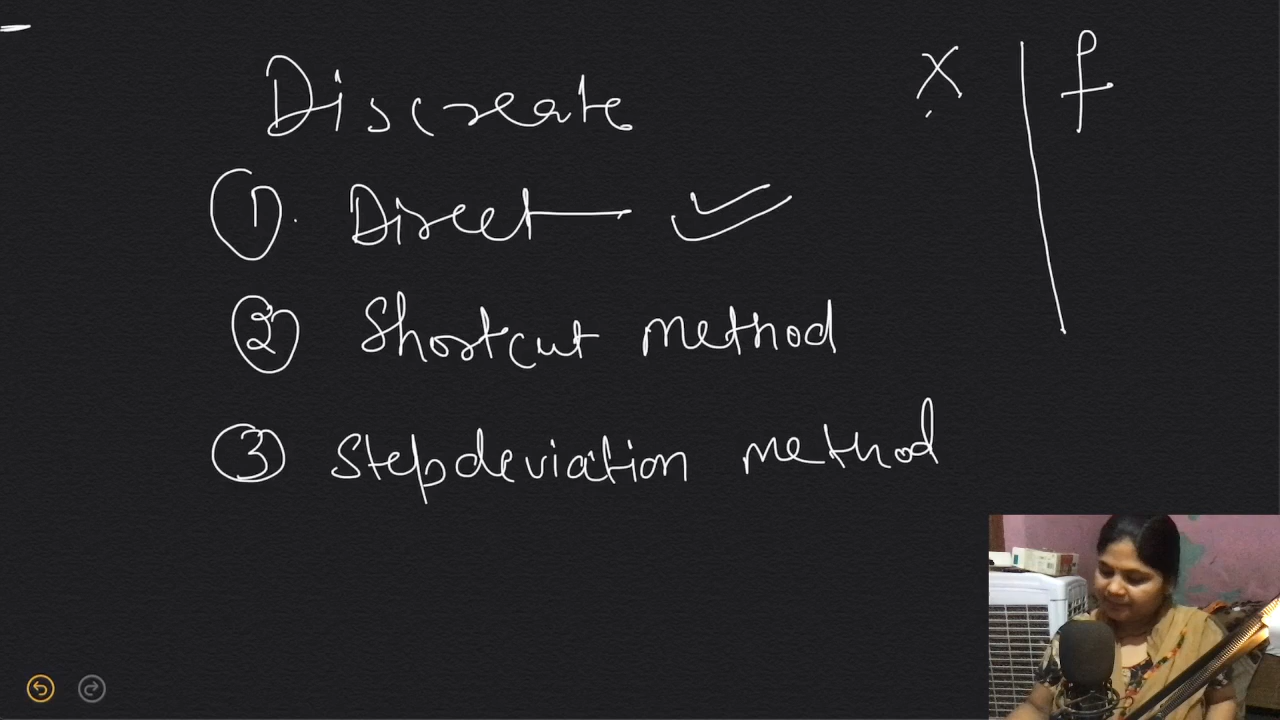 Discreate
X | f
① Direct
② Shortcut method
③ Stepdeviation method